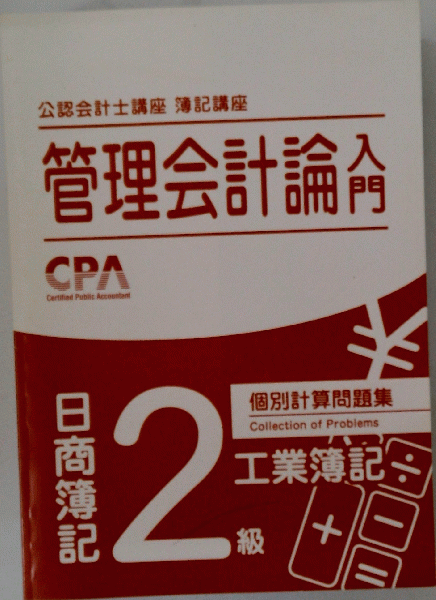 公認会計士講座 簿記講座
管理会計論入門
CPA
Certified Public Accountant
個別計算問題集
Collection of Problems
日商簿記2級
工業簿記